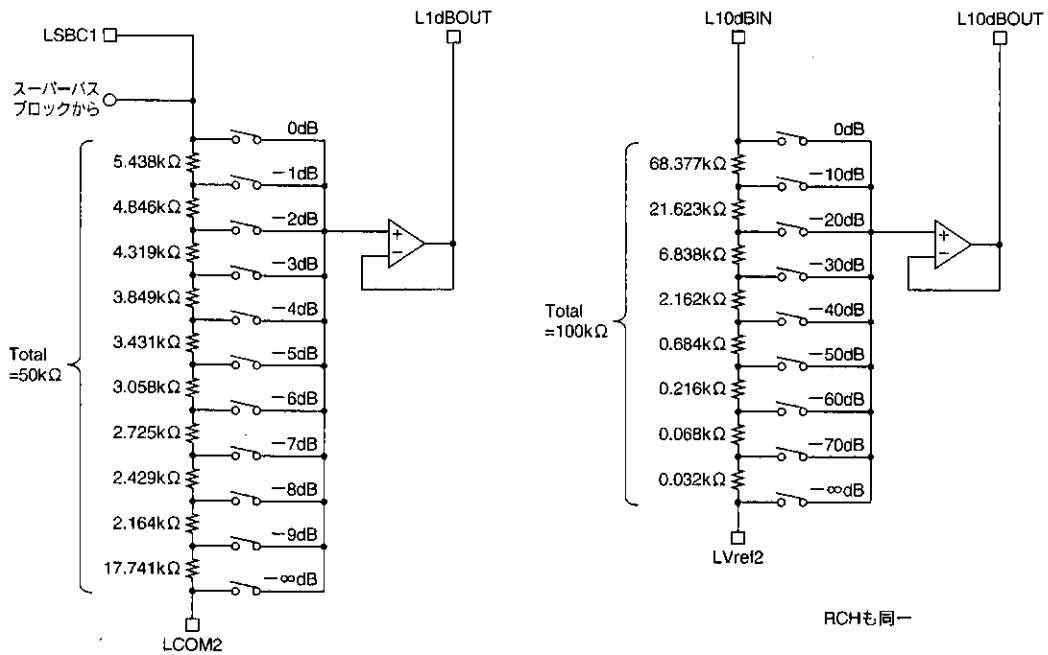 LSBC1
L1dBOUT
スーパーバス
ブロックから
0dB
5.438kΩ
−1dB
4.846kΩ
−2dB
4.319kΩ
−3dB
3.849kΩ
−4dB
3.431kΩ
−5dB
3.058kΩ
−6dB
2.725kΩ
−7dB
2.429kΩ
−8dB
2.164kΩ
−9dB
17.741kΩ
−∞dB
Total
=50kΩ
+
−
LCOM2
L10dBIN
L10dBOUT
0dB
68.377kΩ
−10dB
21.623kΩ
−20dB
6.838kΩ
−30dB
2.162kΩ
−40dB
0.684kΩ
−50dB
0.216kΩ
−60dB
0.068kΩ
−70dB
0.032kΩ
−∞dB
Total
=100kΩ
+
−
LVref2
RCHも同一